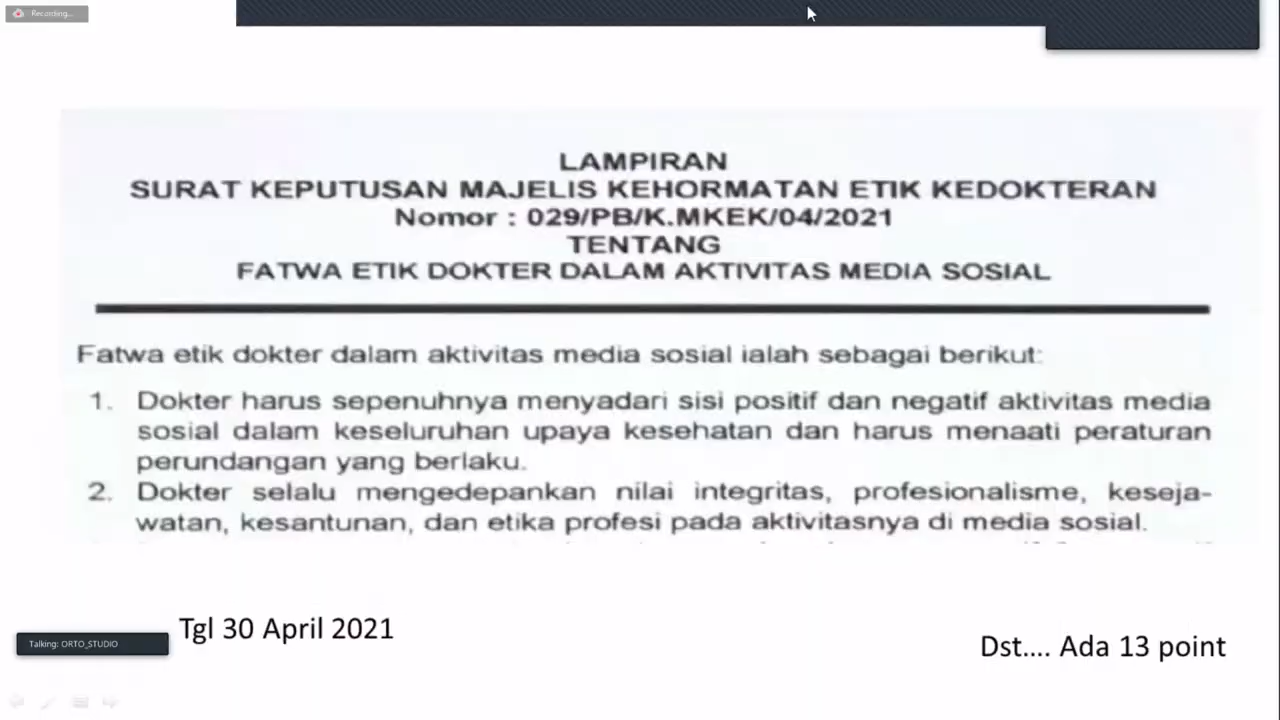 Recording...
LAMPIRAN
SURAT KEPUTUSAN MAJELIS KEHORMATAN ETIK KEDOKTERAN
Nomor : 029/PB/K.MKEK/04/2021
TENTANG
FATWA ETIK DOKTER DALAM AKTIVITAS MEDIA SOSIAL
Fatwa etik dokter dalam aktivitas media sosial ialah sebagai berikut:
1. Dokter harus sepenuhnya menyadari sisi positif dan negatif aktivitas media
sosial dalam keseluruhan upaya kesehatan dan harus menaati peraturan
perundangan yang berlaku.
2. Dokter selalu mengedepankan nilai integritas, profesionalisme, keseja-
watan, kesantunan, dan etika profesi pada aktivitasnya di media sosial.
Tgl 30 April 2021
Talking: ORTO_STUDIO
Dst.... Ada 13 point